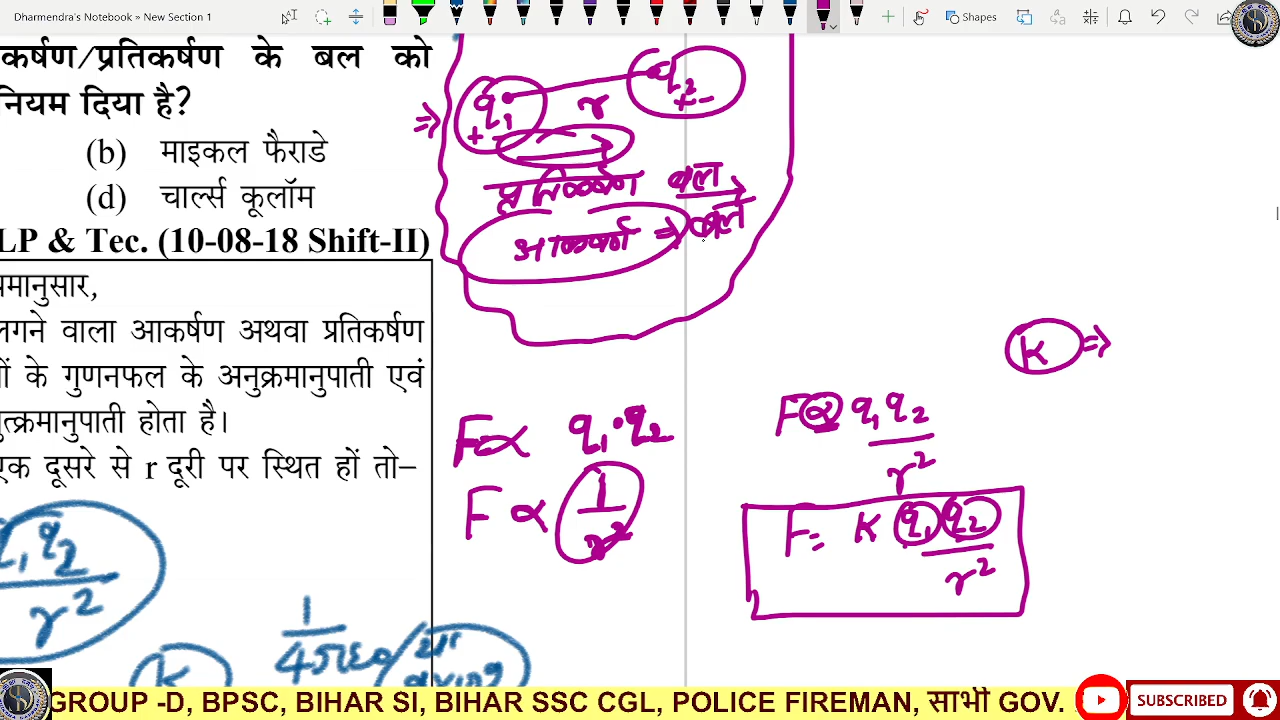 Dharmendra's Notebook » New Section 1
Shapes
कर्षण/प्रतिकर्षण के बल को
नियम दिया है?
(b) माइकल फैराडे
(d) चार्ल्स कूलॉम
LP & Tec. (10-08-18 Shift-II)
मानुसार,
लगने वाला आकर्षण अथवा प्रतिकर्षण
के गुणनफल के अनुक्रमानुपाती एवं
त्क्रमानुपाती होता है।
एक दूसरे से r दूरी पर स्थित हों तो–
q₁ r q₂
+ + -
प्रतिकर्षण बल
आकर्षण ⇒ बल
F ∝ q₁·q₂
F ∝ 1/r²
K ⇒
F ∝ q₁q₂/r²
F = K q₁q₂/r²
q₂/r²
K
1/4π
GROUP -D, BPSC, BIHAR SI, BIHAR SSC CGL, POLICE FIREMAN, साभी GOV.
SUBSCRIBED